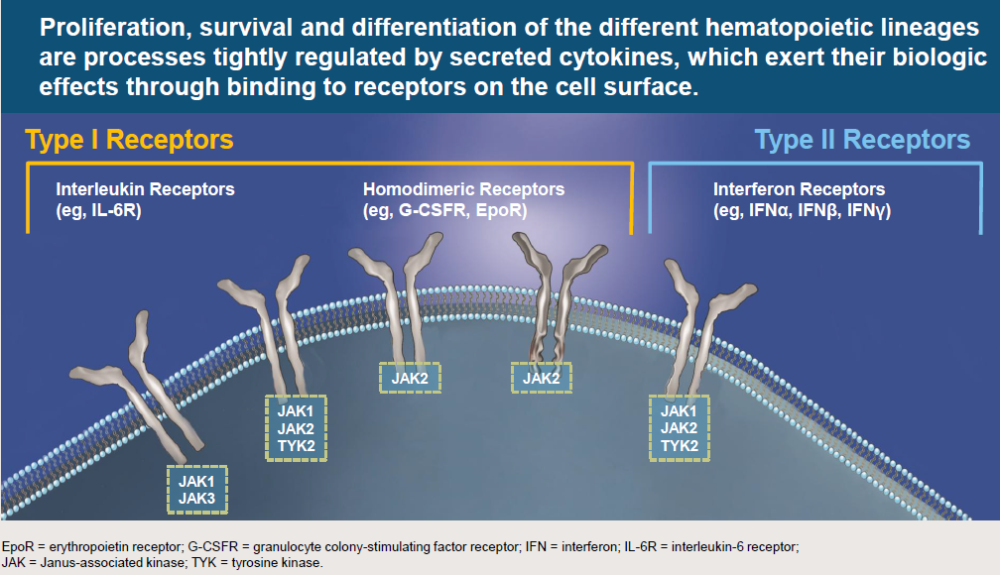 Proliferation, survival and differentiation of the different hematopoietic lineages
are processes tightly regulated by secreted cytokines, which exert their biologic
effects through binding to receptors on the cell surface.
Type I Receptors
Type II Receptors
Interleukin Receptors
(eg, IL-6R)
Homodimeric Receptors
(eg, G-CSFR, EpoR)
Interferon Receptors
(eg, IFNα, IFNβ, IFNγ)
JAK1
JAK3
JAK1
JAK2
TYK2
JAK2
JAK2
JAK1
JAK2
TYK2
EpoR = erythropoietin receptor; G-CSFR = granulocyte colony-stimulating factor receptor; IFN = interferon; IL-6R = interleukin-6 receptor;
JAK = Janus-associated kinase; TYK = tyrosine kinase.